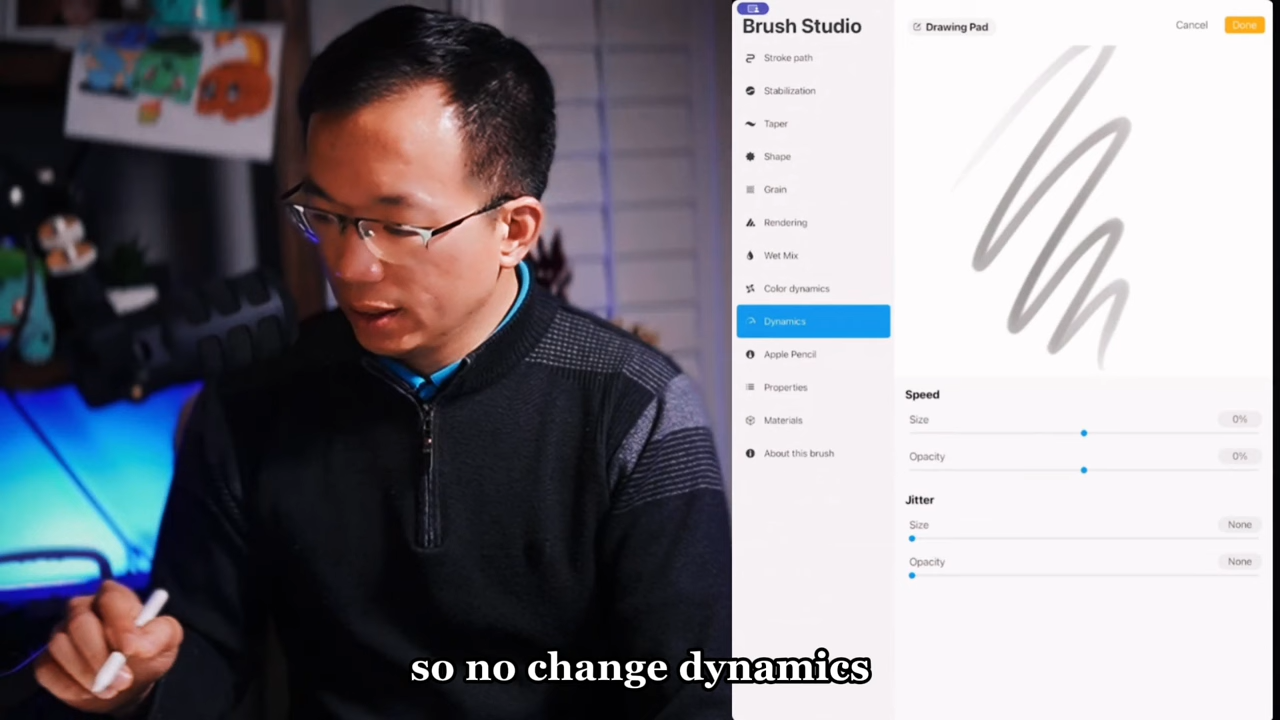 Brush Studio
Drawing Pad
Cancel
Done
Stroke path
Stabilization
Taper
Shape
Grain
Rendering
Wet Mix
Color dynamics
Dynamics
Apple Pencil
Properties
Materials
About this brush
Speed
Size 0%
Opacity 0%
Jitter
Size None
Opacity None
so no change dynamics